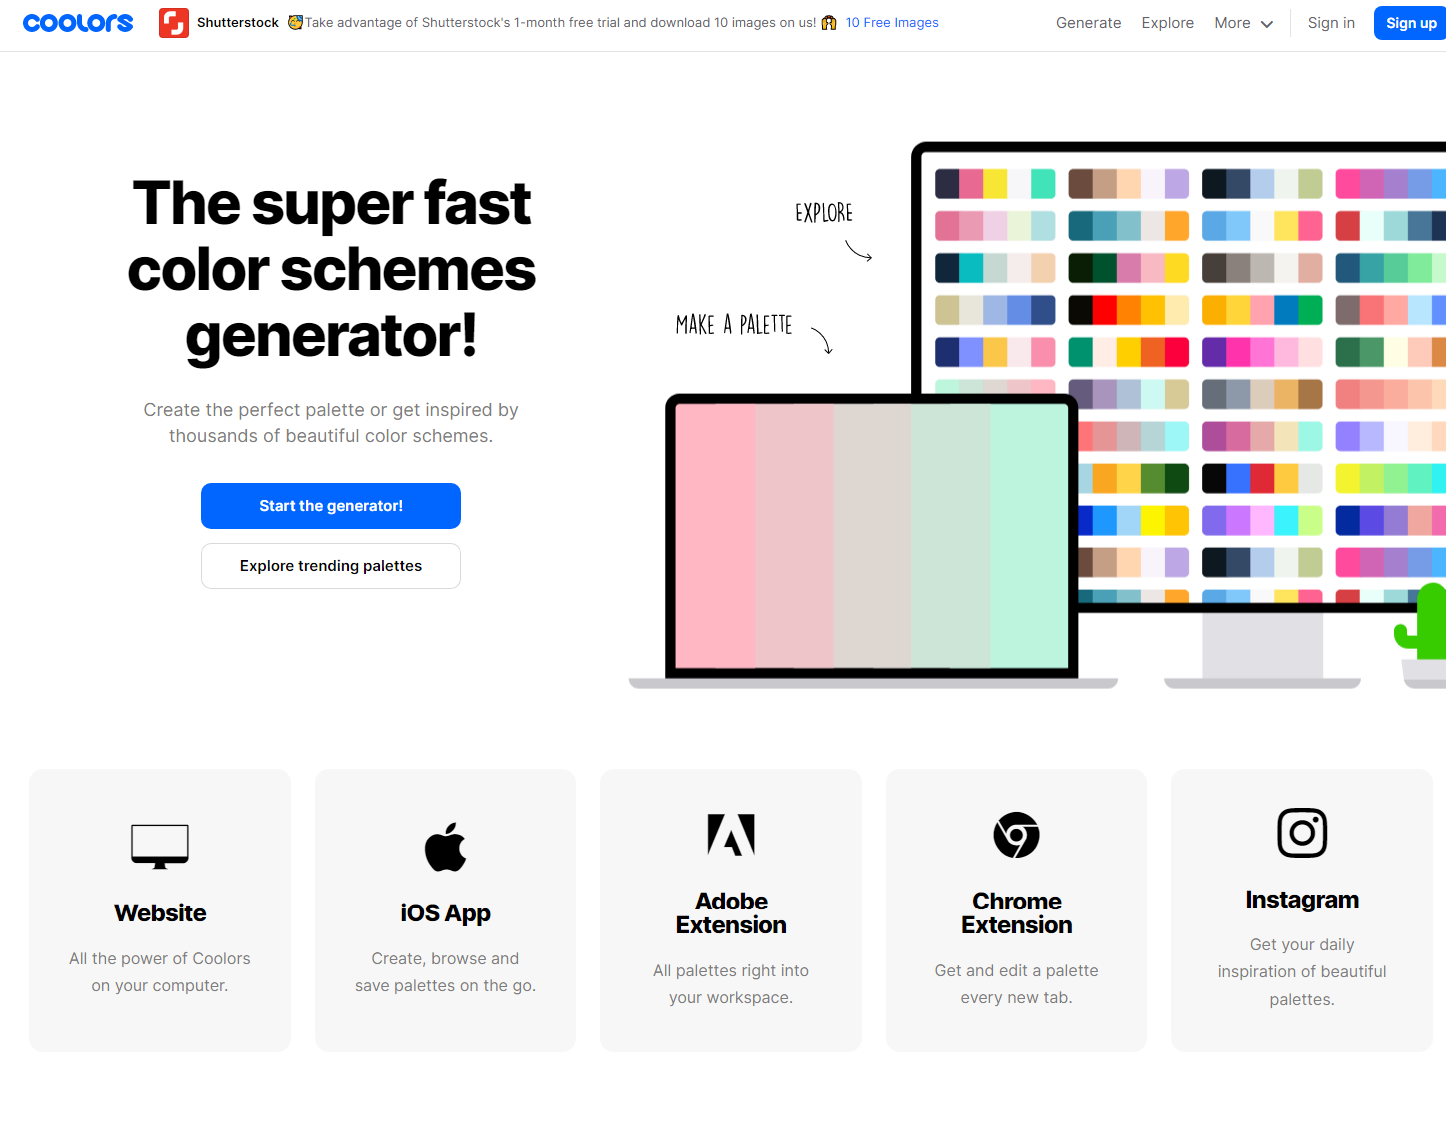 coolors
Shutterstock Take advantage of Shutterstock's 1-month free trial and download 10 images on us! 10 Free Images
Generate Explore More Sign in Sign up
The super fast
color schemes
generator!
Create the perfect palette or get inspired by
thousands of beautiful color schemes.
Start the generator!
Explore trending palettes
EXPLORE
MAKE A PALETTE
Website
All the power of Coolors
on your computer.
iOS App
Create, browse and
save palettes on the go.
Adobe
Extension
All palettes right into
your workspace.
Chrome
Extension
Get and edit a palette
every new tab.
Instagram
Get your daily
inspiration of beautiful
palettes.